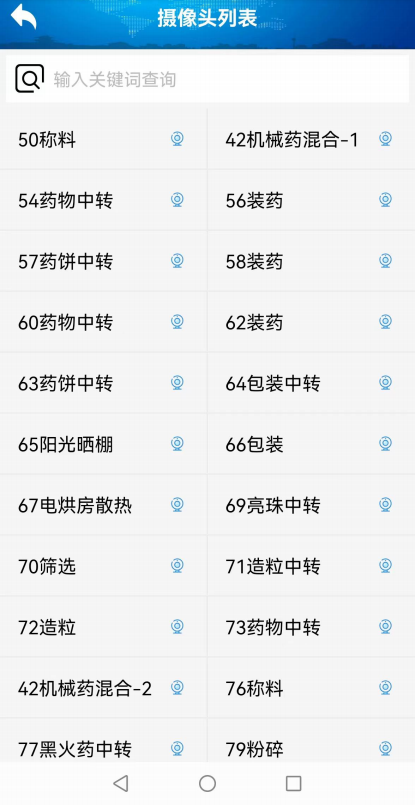 摄像头列表
输入关键词查询
50称料
42机械药混合-1
54药物中转
56装药
57药饼中转
58装药
60药物中转
62装药
63药饼中转
64包装中转
65阳光晒棚
66包装
67电烘房散热
69亮珠中转
70筛选
71造粒中转
72造粒
73药物中转
42机械药混合-2
76称料
77黑火药中转
79粉碎